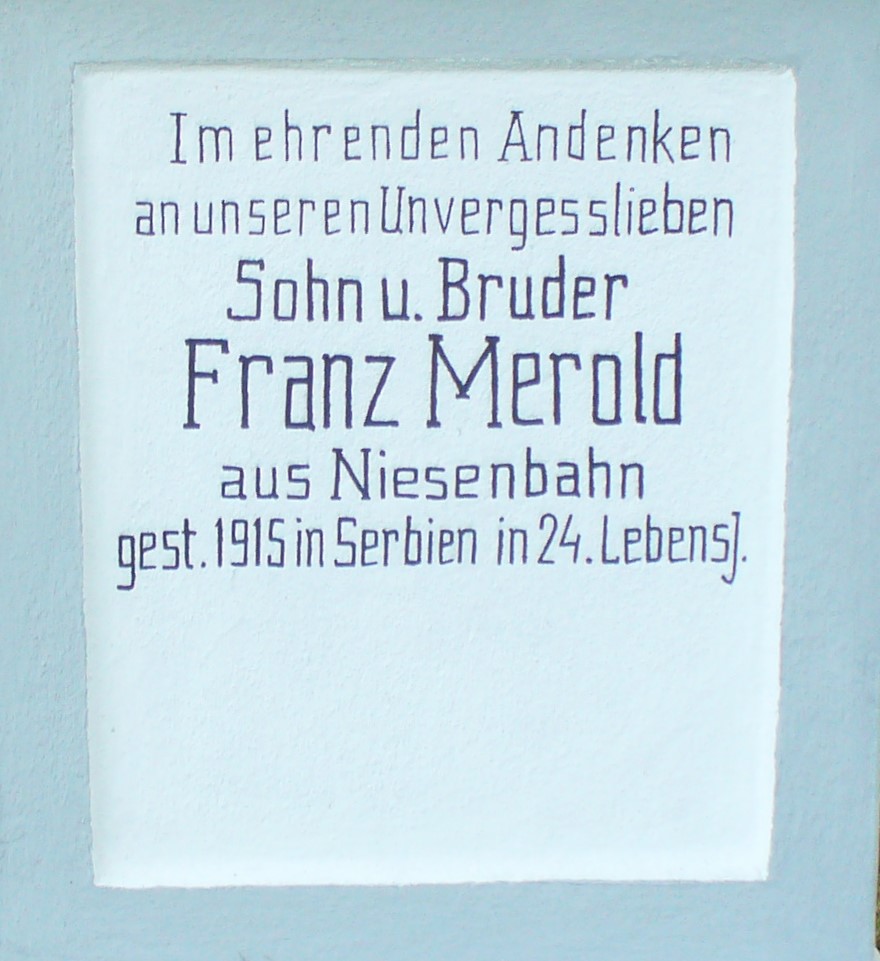 Im ehrenden Andenken
an unseren Unvergesslieben
Sohn u. Bruder
Franz Merold
aus Niesenbahn
gest. 1915 in Serbien in 24. Lebensj.